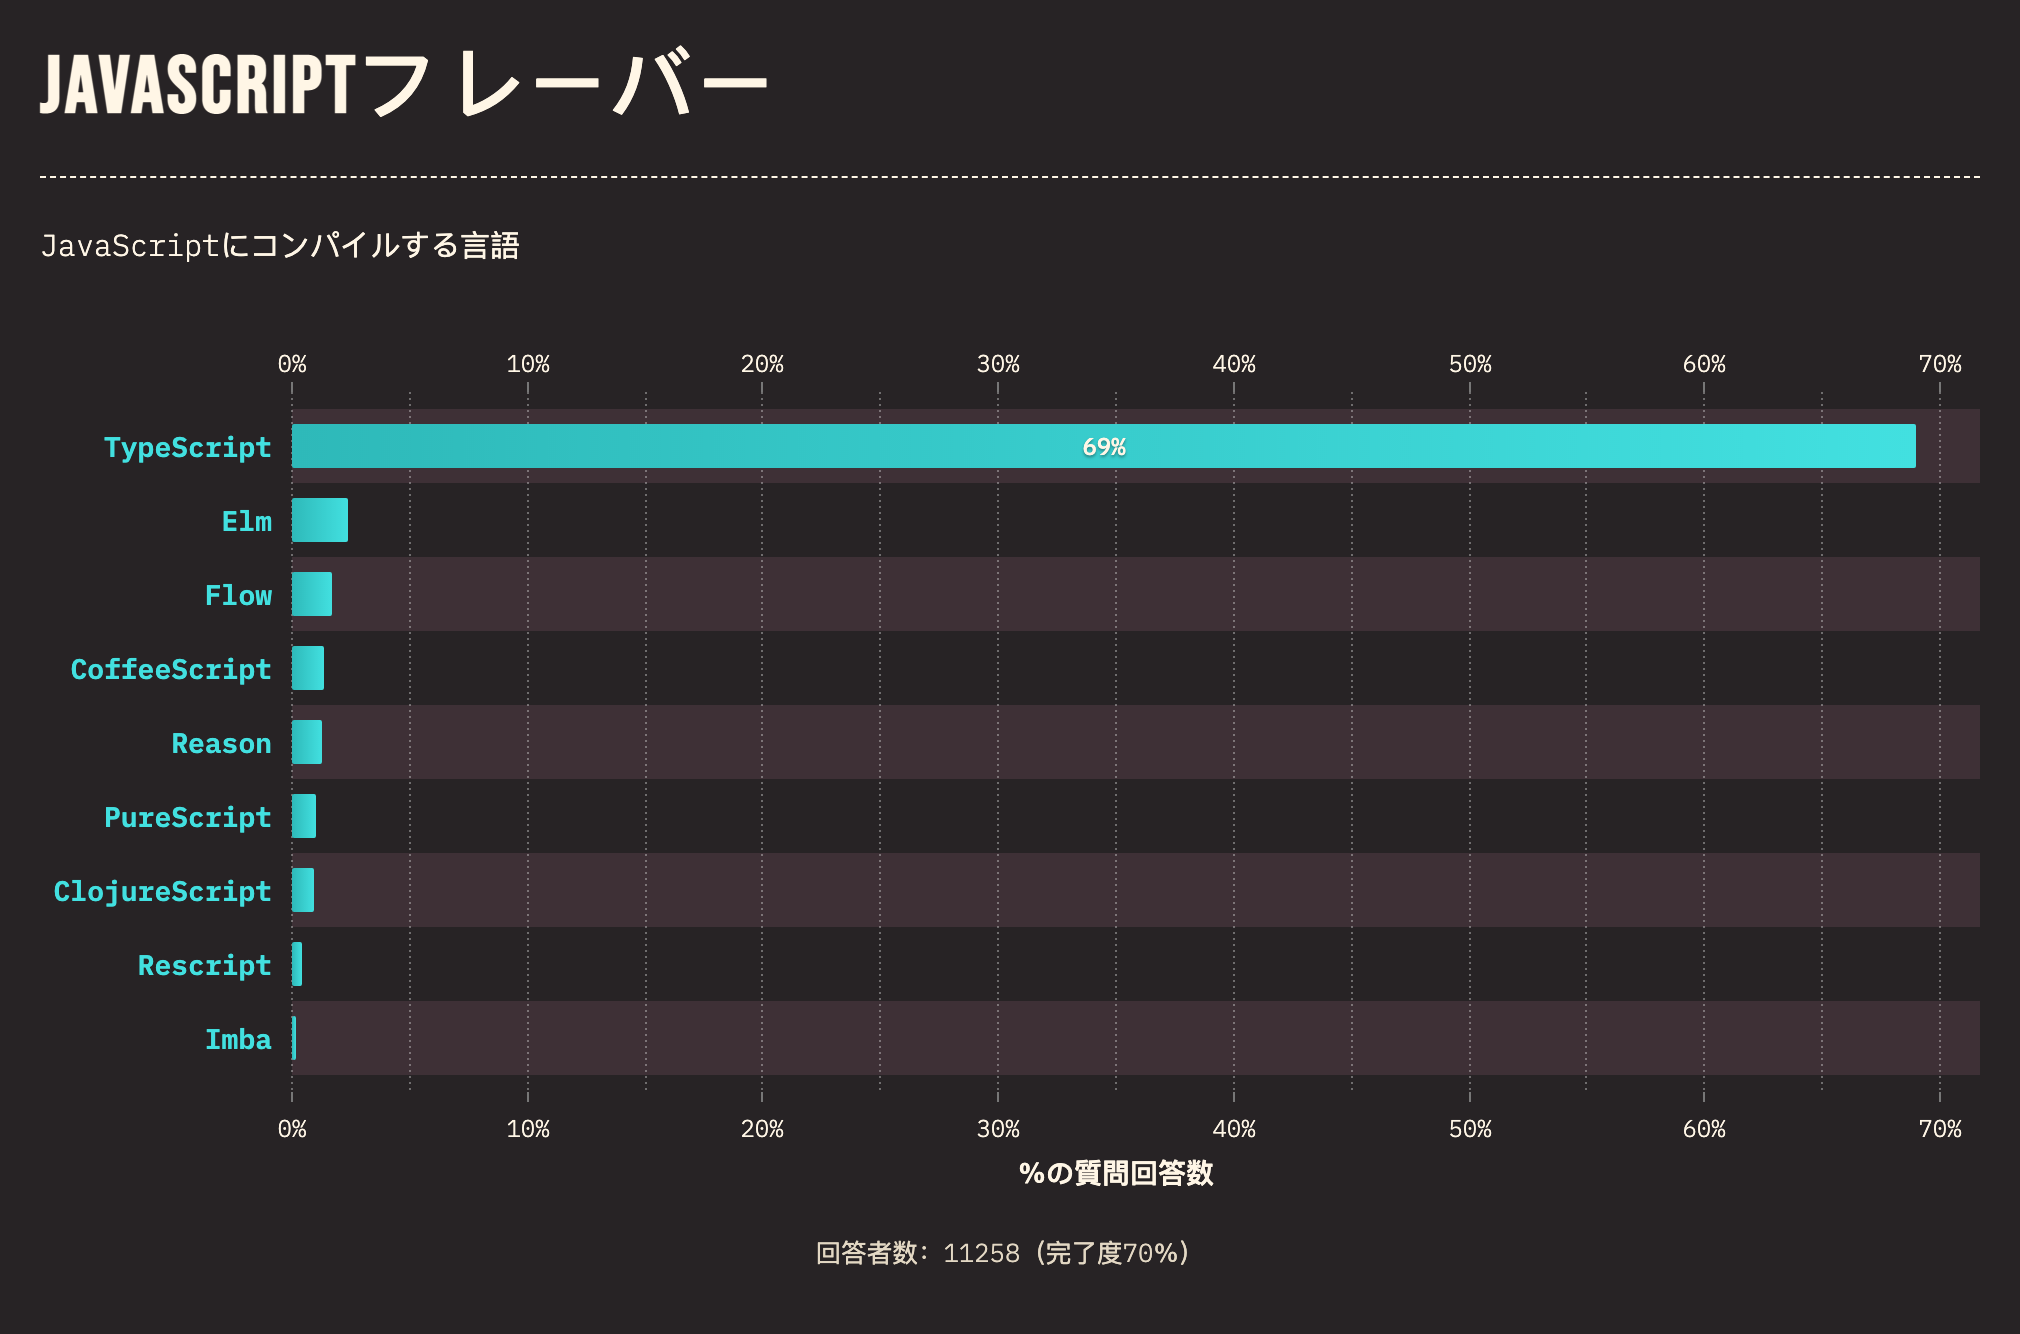 JAVASCRIPTフレーバー
JavaScriptにコンパイルする言語
0% 10% 20% 30% 40% 50% 60% 70%
TypeScript 69%
Elm
Flow
CoffeeScript
Reason
PureScript
ClojureScript
Rescript
Imba
0% 10% 20% 30% 40% 50% 60% 70%
%の質問回答数
回答者数: 11258 (完了度70%)